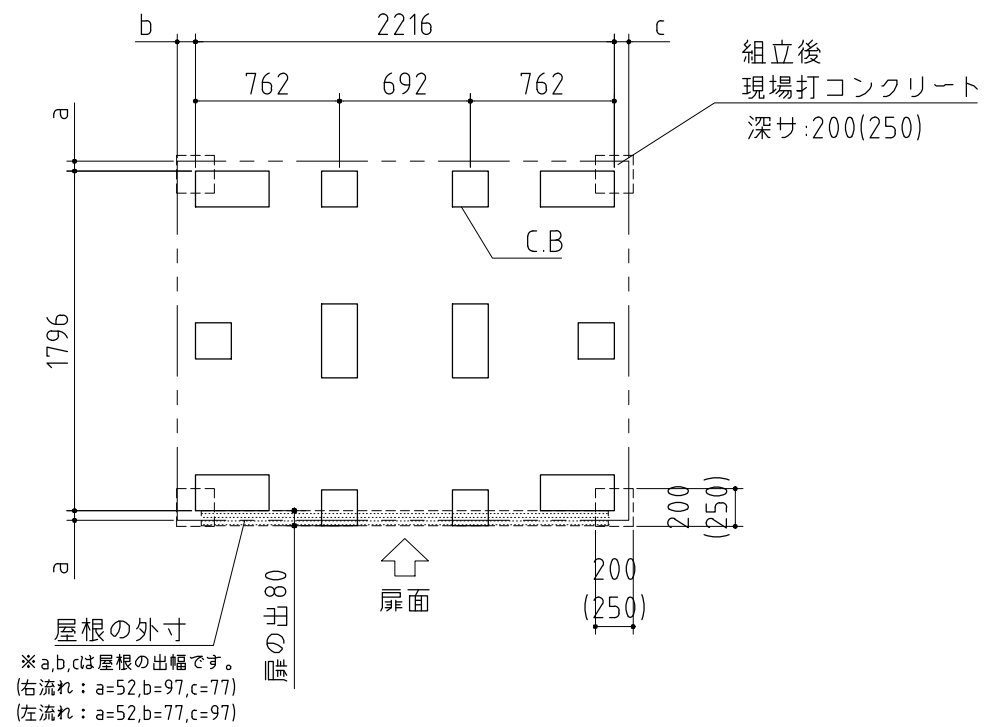 b
2216
c
762
692
762
組立後
現場打コンクリート
深サ:200(250)
a
C.B
1796
200
(250)
a
扉の出80
扉面
200
(250)
屋根の外寸
※a,b,cは屋根の出幅です。
(右流れ：a=52,b=97,c=77)
(左流れ：a=52,b=77,c=97)